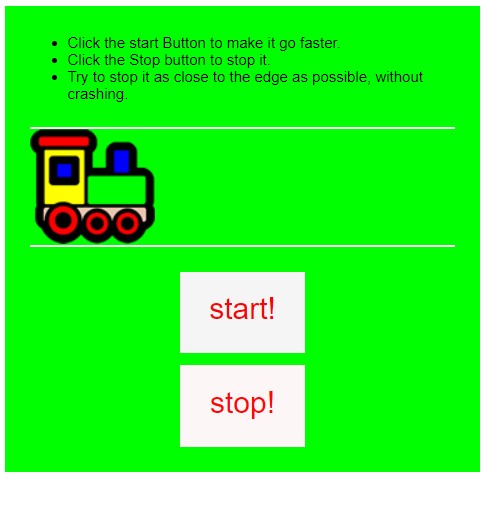 Click the start Button to make it go faster.
Click the Stop button to stop it.
Try to stop it as close to the edge as possible, without
crashing.
start!
stop!